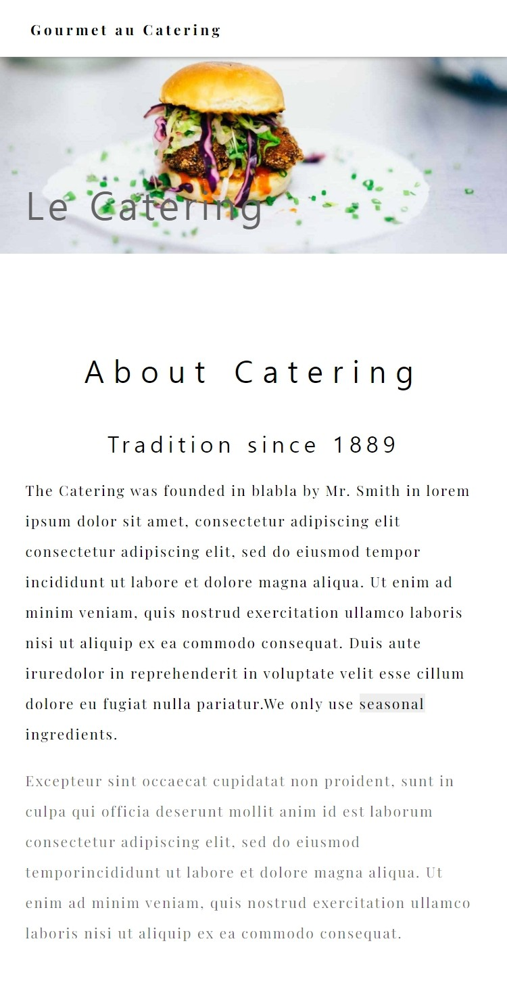 Gourmet au Catering
Le Catering
About Catering
Tradition since 1889
The Catering was founded in blabla by Mr. Smith in lorem
ipsum dolor sit amet, consectetur adipiscing elit
consectetur adipiscing elit, sed do eiusmod tempor
incididunt ut labore et dolore magna aliqua. Ut enim ad
minim veniam, quis nostrud exercitation ullamco laboris
nisi ut aliquip ex ea commodo consequat. Duis aute
iruredolor in reprehenderit in voluptate velit esse cillum
dolore eu fugiat nulla pariatur.We only use seasonal
ingredients.
Excepteur sint occaecat cupidatat non proident, sunt in
culpa qui officia deserunt mollit anim id est laborum
consectetur adipiscing elit, sed do eiusmod
temporincididunt ut labore et dolore magna aliqua. Ut
enim ad minim veniam, quis nostrud exercitation ullamco
laboris nisi ut aliquip ex ea commodo consequat.